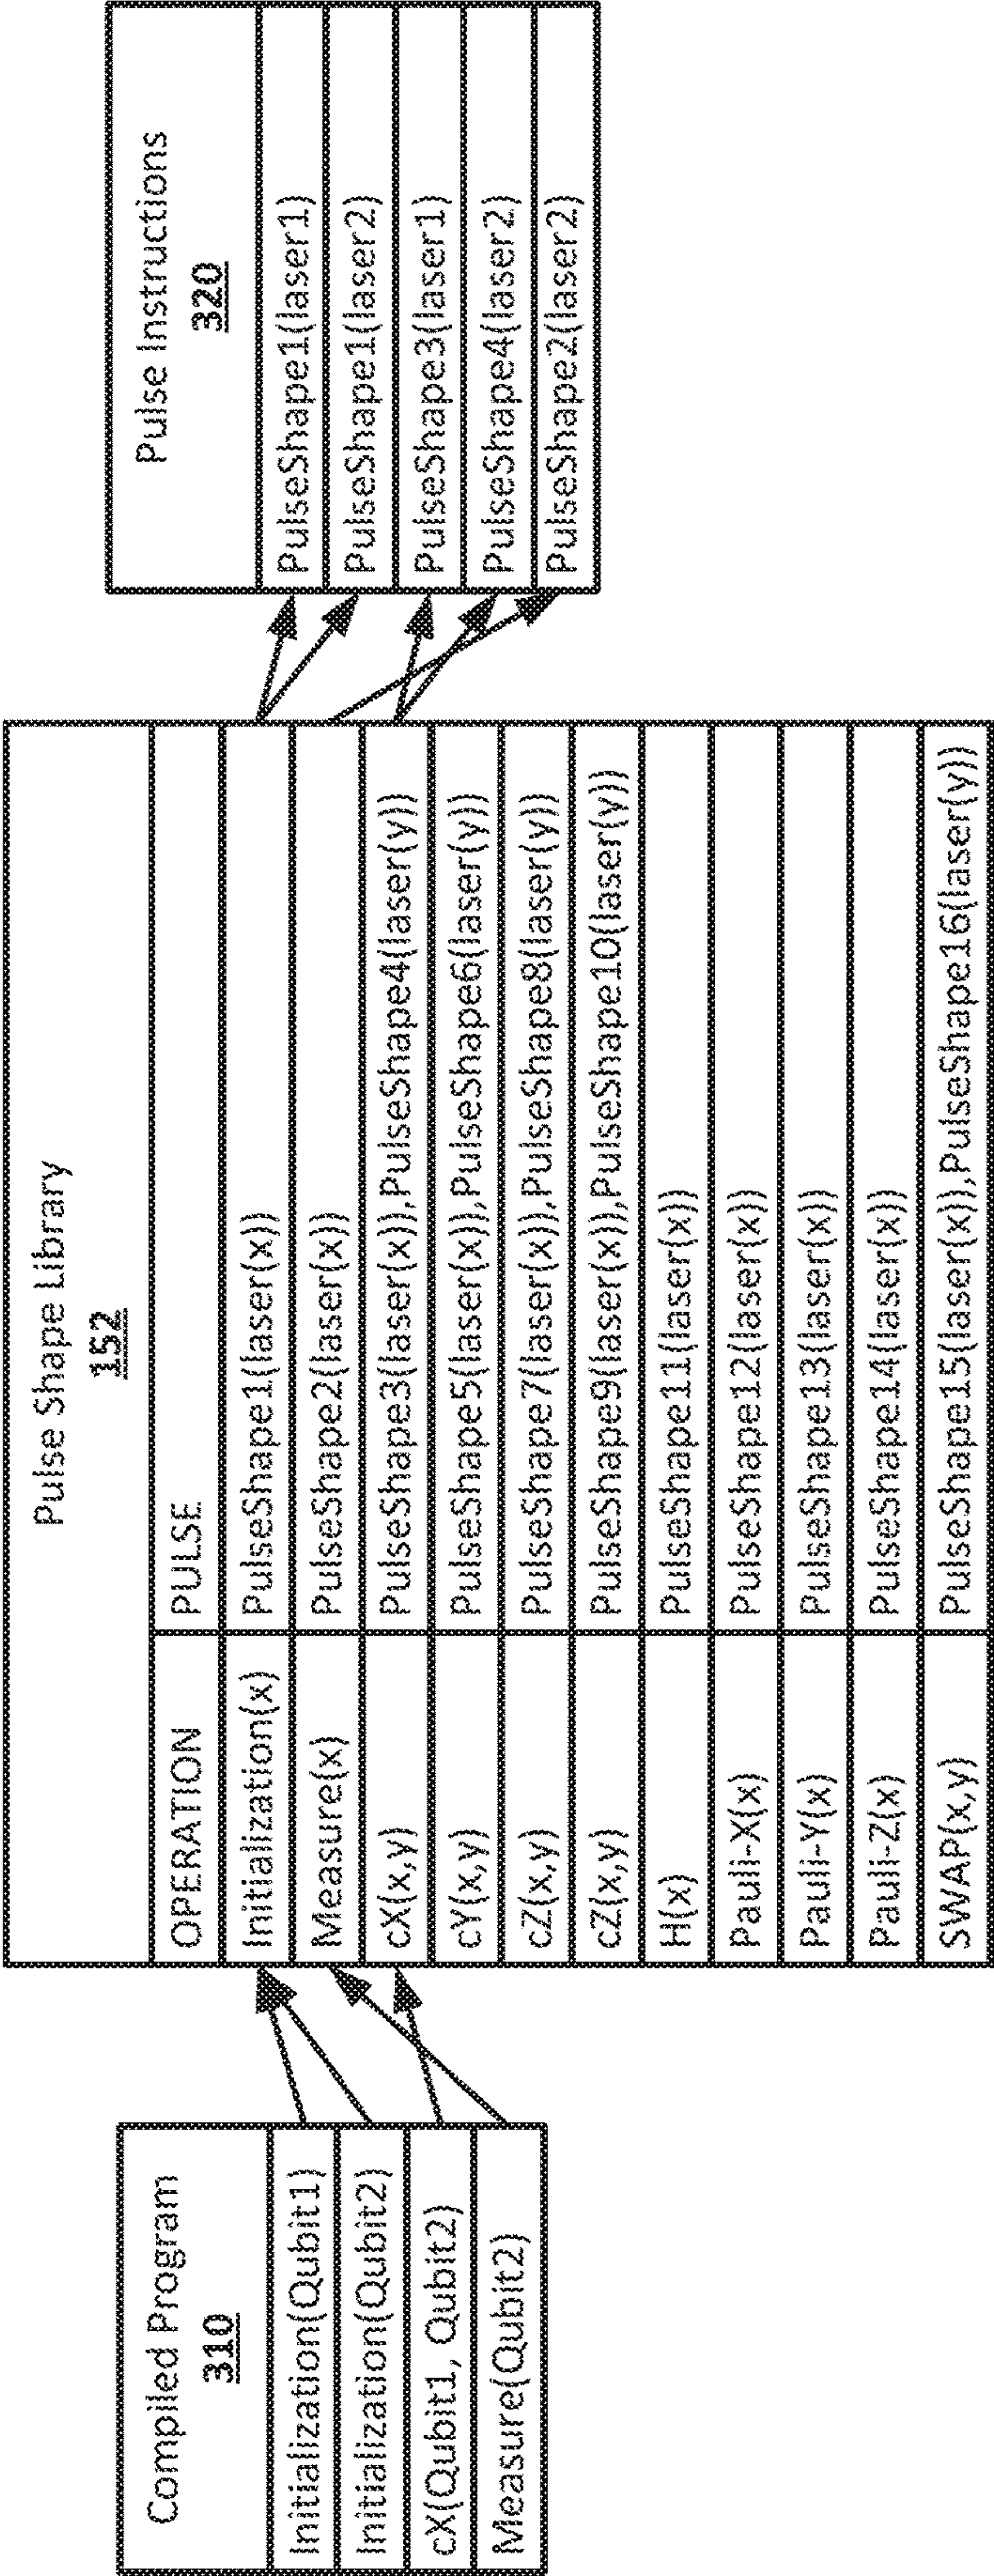 Compiled Program
310
Initialization(Qubit1)
Initialization(Qubit2)
cX(Qubit1, Qubit2)
Measure(Qubit2)
Pulse Shape Library
152
OPERATION PULSE
Initialization(x) PulseShape1(laser(x))
Measure(x) PulseShape2(laser(x))
cX(x,y) PulseShape3(laser(x)),PulseShape4(laser(y))
cY(x,y) PulseShape5(laser(x)),PulseShape6(laser(y))
cZ(x,y) PulseShape7(laser(x)),PulseShape8(laser(y))
cZ(x,y) PulseShape9(laser(x)),PulseShape10(laser(y))
H(x) PulseShape11(laser(x))
Pauli-X(x) PulseShape12(laser(x))
Pauli-Y(x) PulseShape13(laser(x))
Pauli-Z(x) PulseShape14(laser(x))
SWAP(x,y) PulseShape15(laser(x)),PulseShape16(laser(y))
Pulse Instructions
320
PulseShape1(laser1)
PulseShape1(laser2)
PulseShape3(laser1)
PulseShape4(laser2)
PulseShape2(laser2)